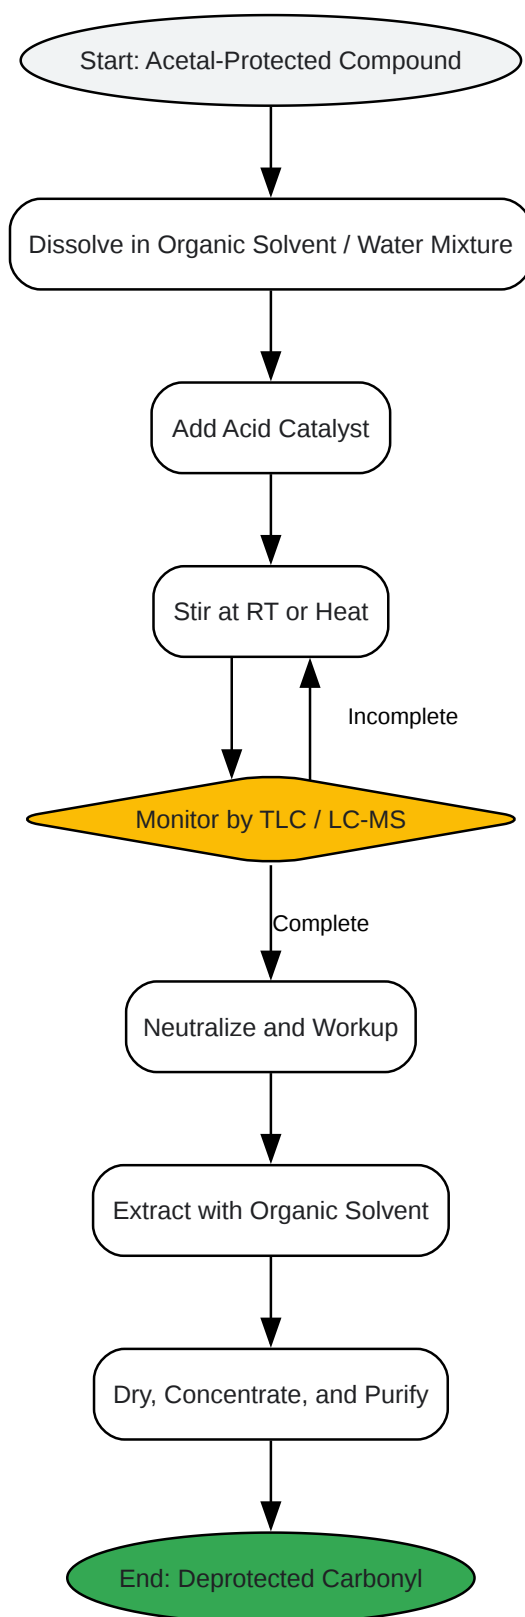 Start: Acetal-Protected Compound
Dissolve in Organic Solvent / Water Mixture
Add Acid Catalyst
Stir at RT or Heat
Incomplete
Monitor by TLC / LC-MS
Complete
Neutralize and Workup
Extract with Organic Solvent
Dry, Concentrate, and Purify
End: Deprotected Carbonyl